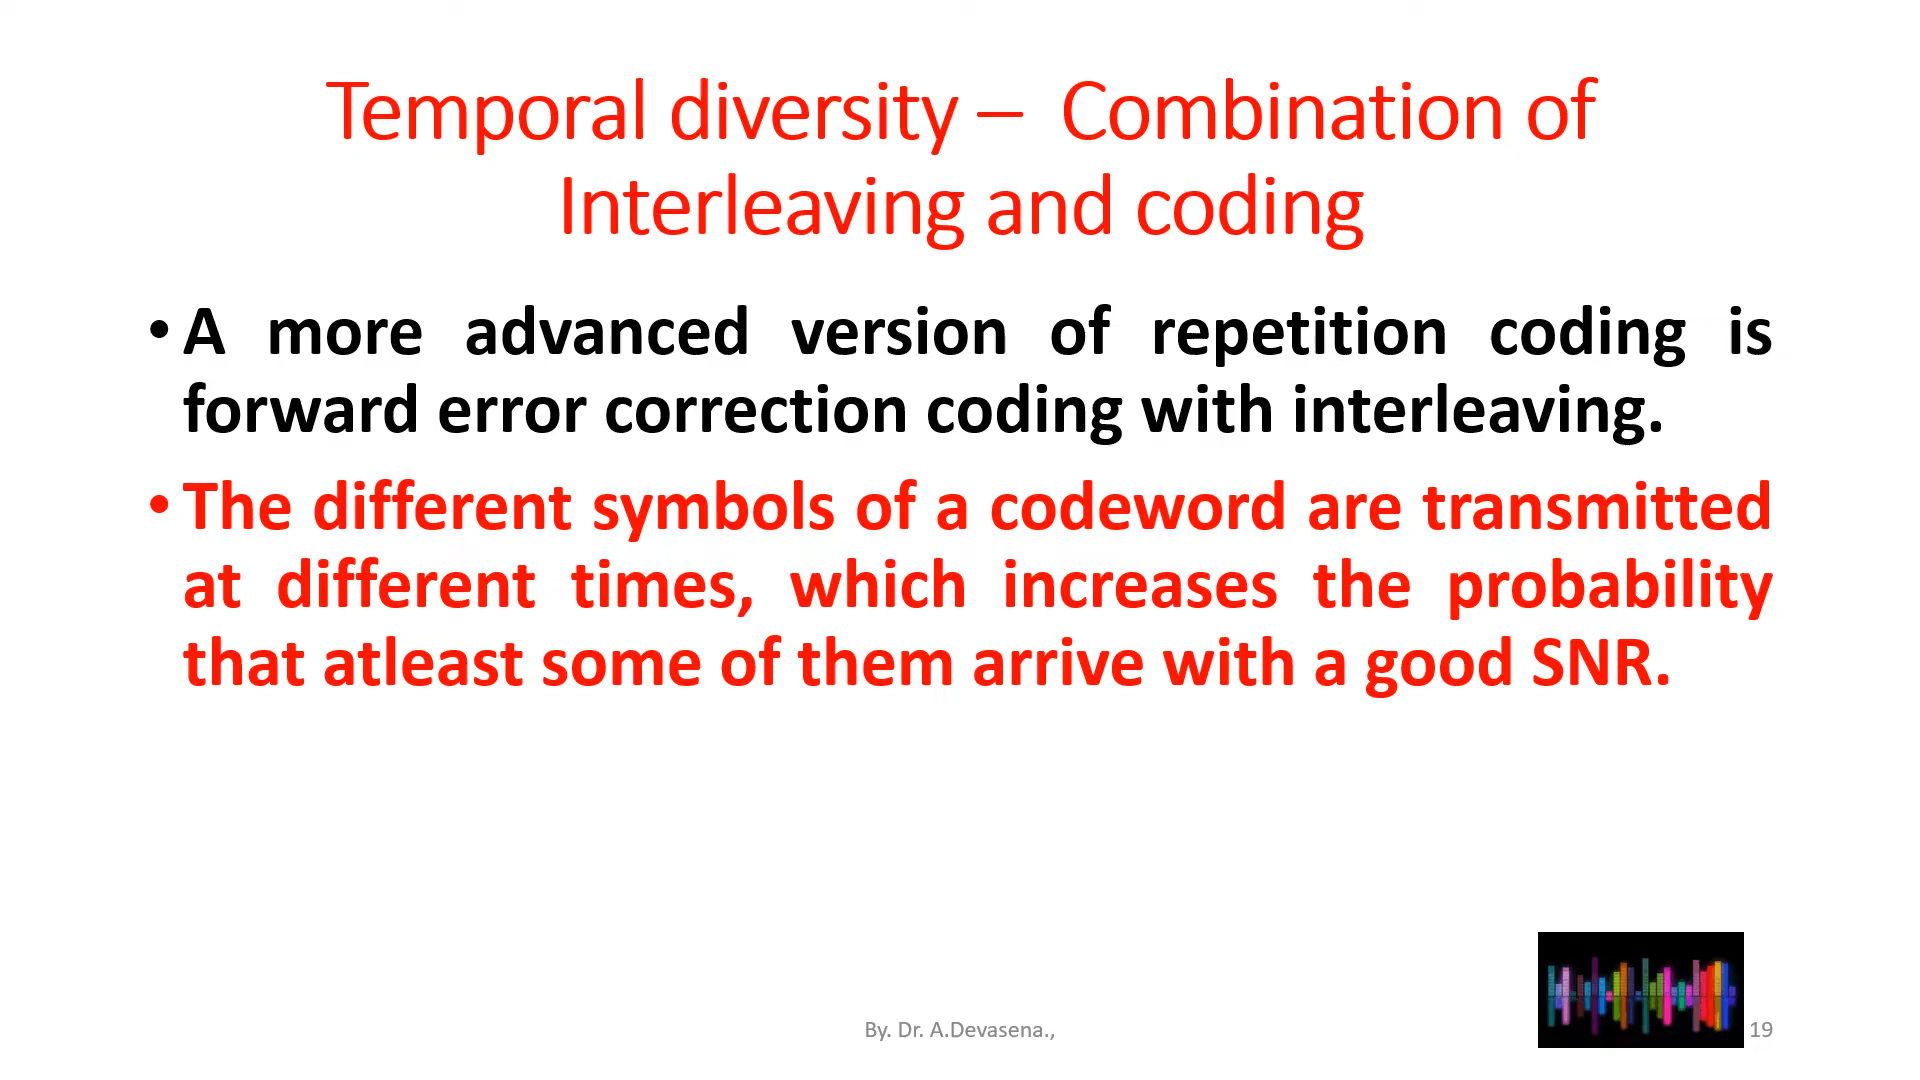 Temporal diversity – Combination of
Interleaving and coding
• A more advanced version of repetition coding is
forward error correction coding with interleaving.
• The different symbols of a codeword are transmitted
at different times, which increases the probability
that atleast some of them arrive with a good SNR.
By. Dr. A.Devasena.,
19